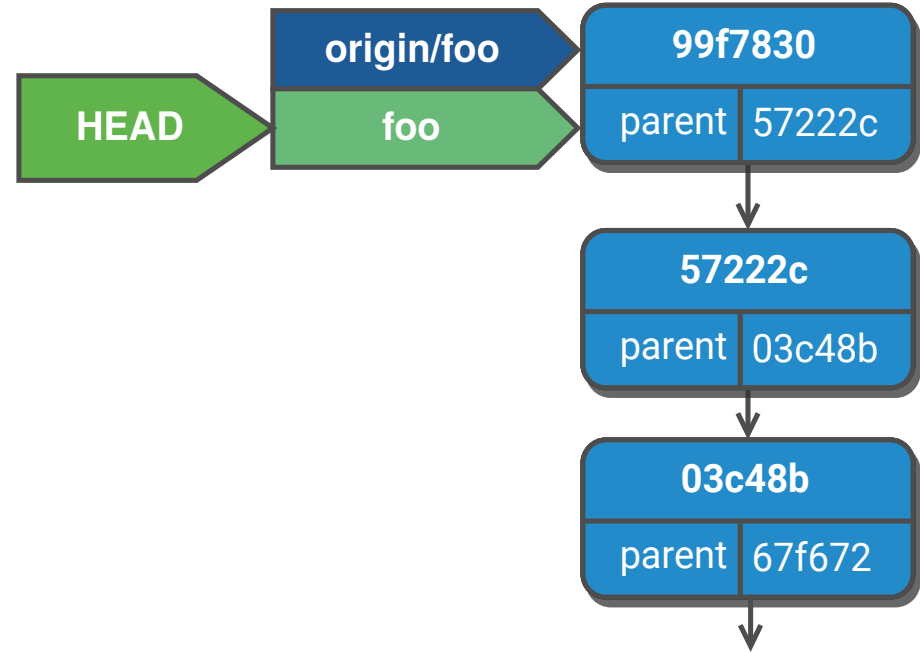 origin/foo
HEAD
foo
99f7830
parent 57222c
57222c
parent 03c48b
03c48b
parent 67f672